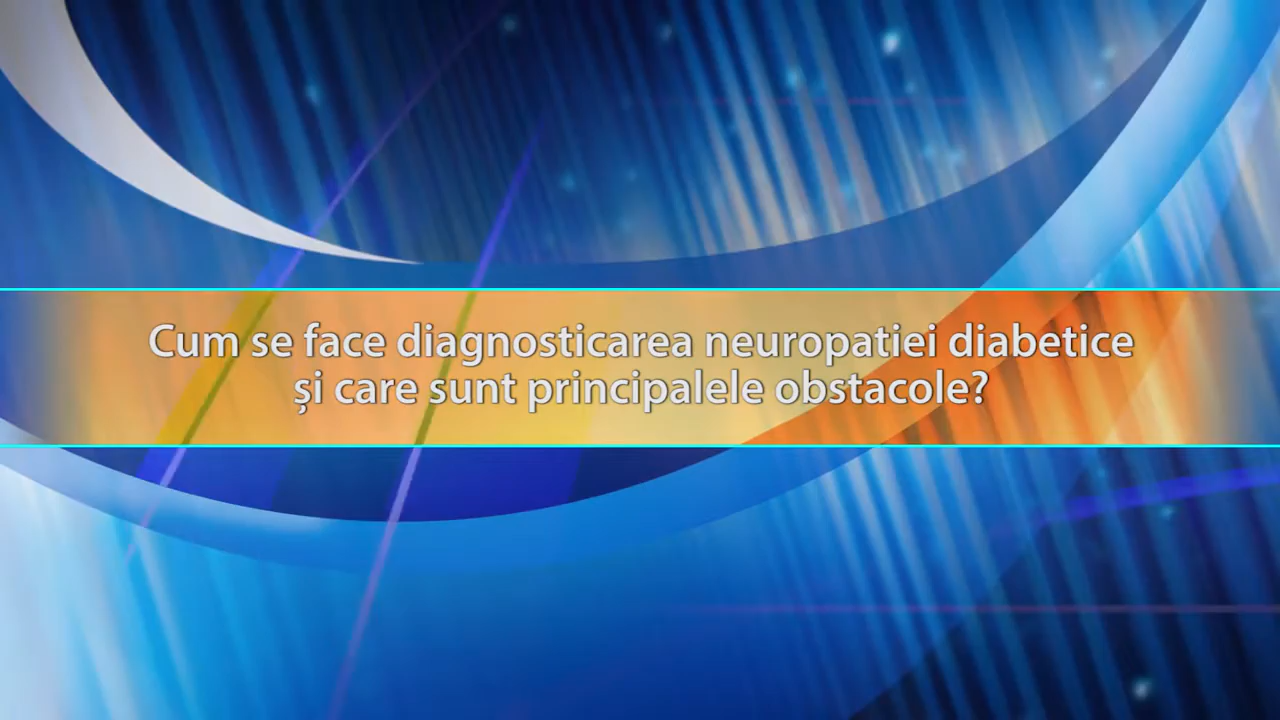 Cum se face diagnosticarea neuropatiei diabetice
și care sunt principalele obstacole?